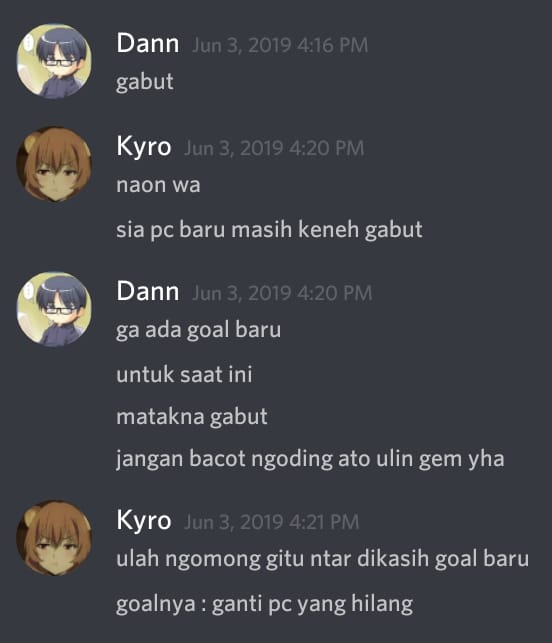 Dann Jun 3, 2019 4:16 PM
gabut
Kyro Jun 3, 2019 4:20 PM
naon wa
sia pc baru masih keneh gabut
Dann Jun 3, 2019 4:20 PM
ga ada goal baru
untuk saat ini
matakna gabut
jangan bacot ngoding ato ulin gem yha
Kyro Jun 3, 2019 4:21 PM
ulah ngomong gitu ntar dikasih goal baru
goalnya : ganti pc yang hilang